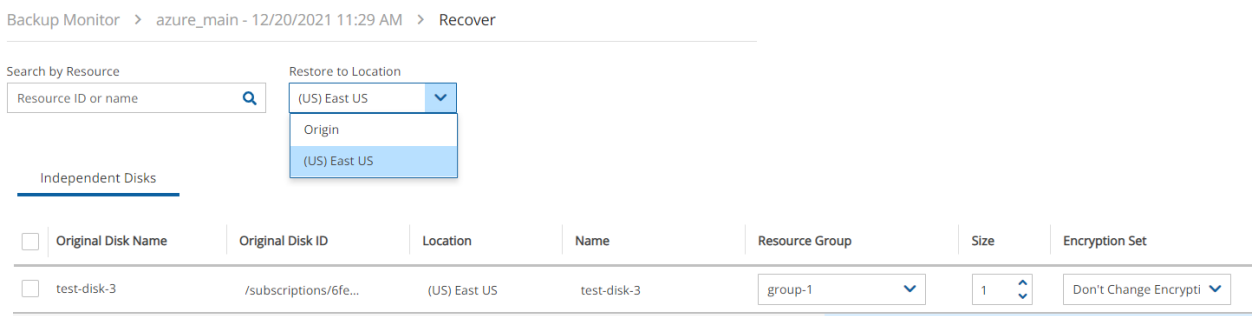 Backup Monitor > azure_main - 12/20/2021 11:29 AM > Recover
Search by Resource Restore to Location
Resource ID or name (US) East US
Origin
(US) East US
Independent Disks
Original Disk Name Original Disk ID Location Name Resource Group Size Encryption Set
test-disk-3 /subscriptions/6fe... (US) East US test-disk-3 group-1 1 Don't Change Encrypti